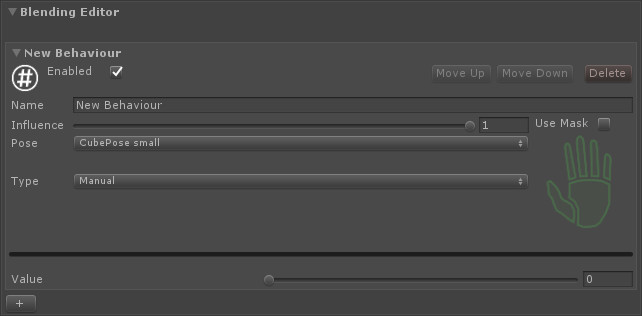 Blending Editor
New Behaviour
# Enabled Move Up Move Down Delete
Name New Behaviour
Influence 1 Use Mask
Pose CubePose small
Type Manual
Value 0
+